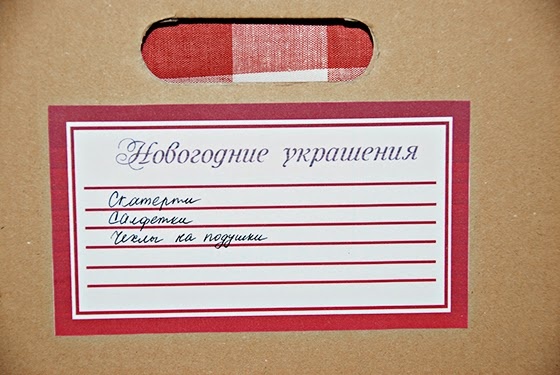 Новогодние украшения
Скатерти
Салфетки
Чехлы на подушки